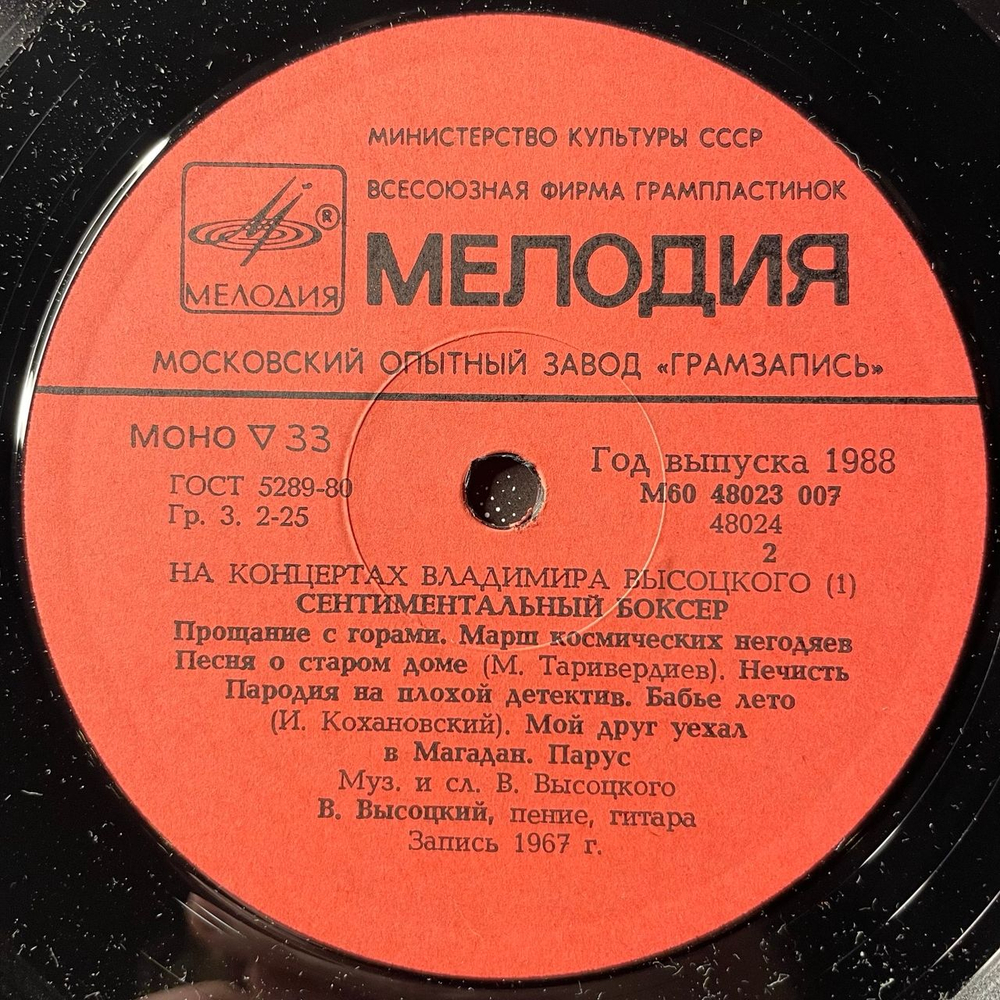 МИНИСТЕРСТВО КУЛЬТУРЫ СССР
ВСЕСОЮЗНАЯ ФИРМА ГРАМПЛАСТИНОК
®
МЕЛОДИЯ
МЕЛОДИЯ
МОСКОВСКИЙ ОПЫТНЫЙ ЗАВОД «ГРАМЗАПИСЬ»
МОНО ▽ 33
ГОСТ 5289-80
Гр. 3. 2-25
Год выпуска 1988
М60 48023 007
48024
2
НА КОНЦЕРТАХ ВЛАДИМИРА ВЫСОЦКОГО (1)
СЕНТИМЕНТАЛЬНЫЙ БОКСЕР
Прощание с горами. Марш космических негодяев
Песня о старом доме (М. Таривердиев). Нечисть
Пародия на плохой детектив. Бабье лето
(И. Кохановский). Мой друг уехал
в Магадан. Парус
Муз. и сл. В. Высоцкого
В. Высоцкий, пение, гитара
Запись 1967 г.